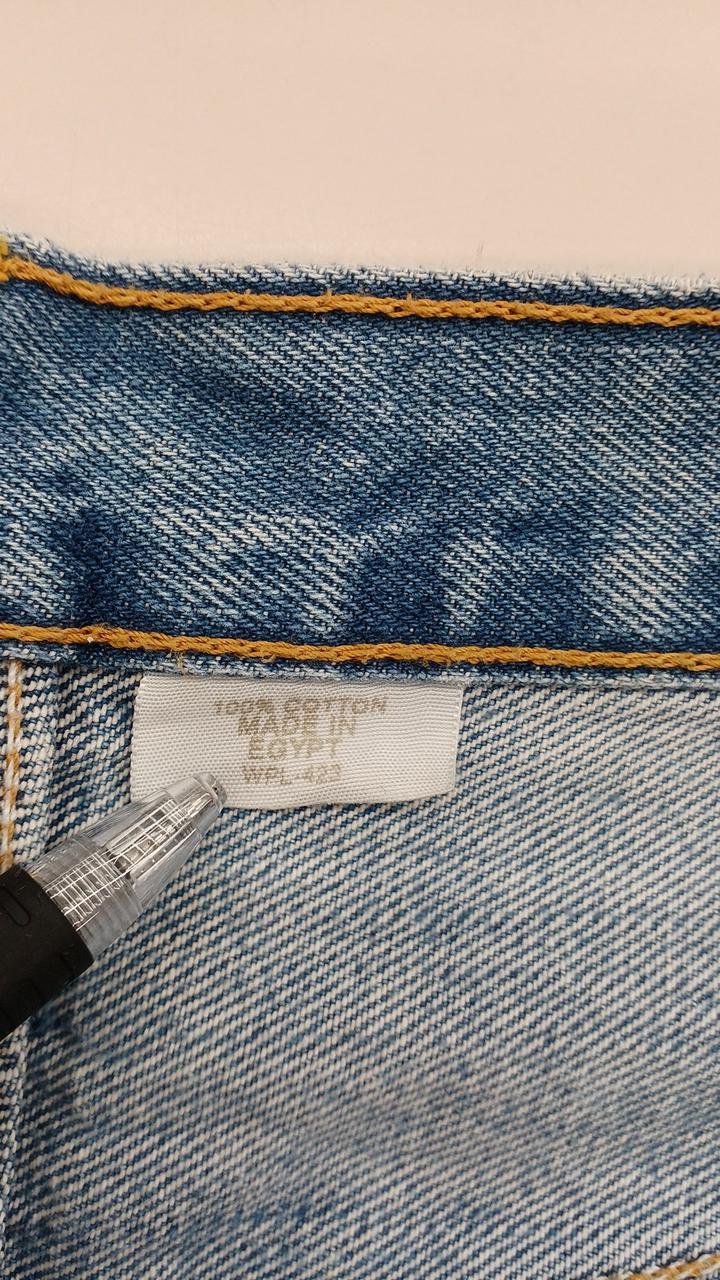 100% COTTON
MADE IN
EGYPT
WPL-423